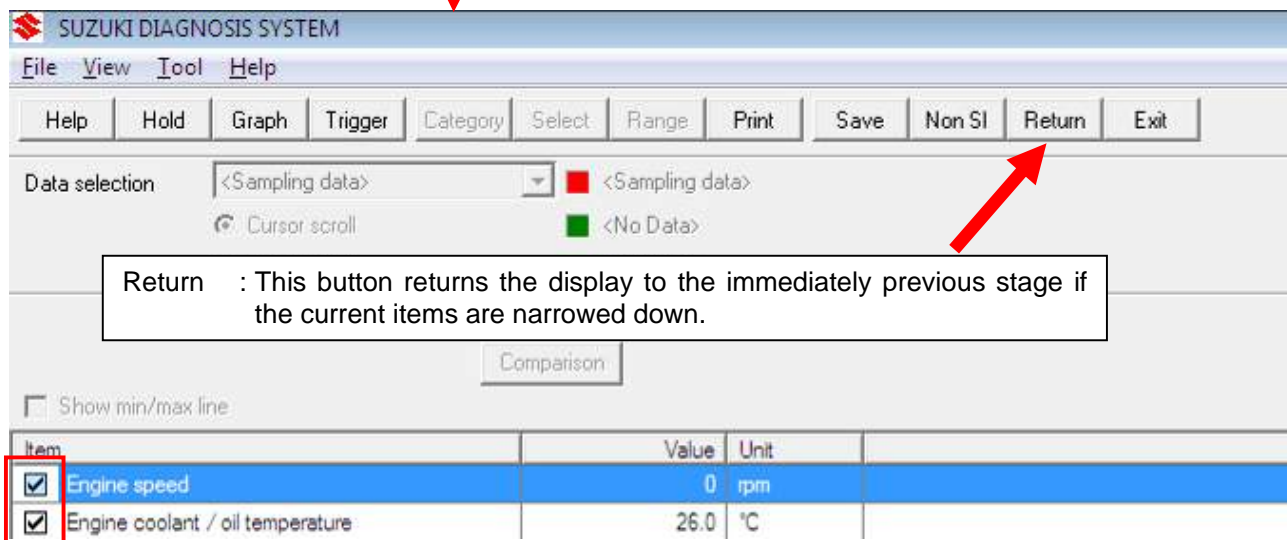 SUZUKI DIAGNOSIS SYSTEM
File View Tool Help
Help Hold Graph Trigger Category Select Range Print Save Non SI Return Exit
Data selection <Sampling data> <Sampling data>
Cursor scroll <No Data>
Return : This button returns the display to the immediately previous stage if
the current items are narrowed down.
Comparison
Show min/max line
Item Value Unit
Engine speed 0 rpm
Engine coolant / oil temperature 26.0 °C